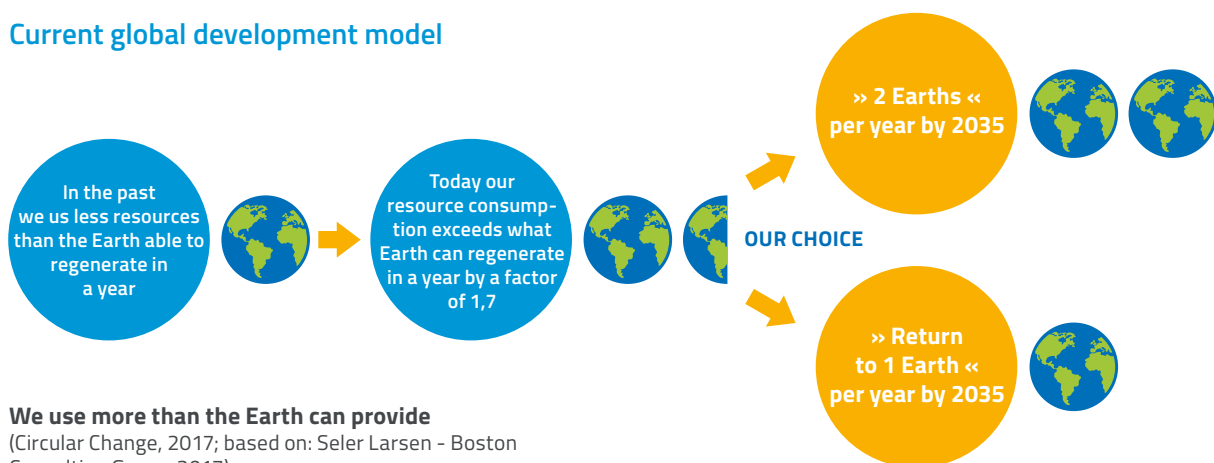 Current global development model
In the past
we us less resources
than the Earth able to
regenerate in
a year
Today our
resource consump-
tion exceeds what
Earth can regenerate
in a year by a factor
of 1,7
OUR CHOICE
›› 2 Earths ‹‹
per year by 2035
›› Return
to 1 Earth ‹‹
per year by 2035
We use more than the Earth can provide
(Circular Change, 2017; based on: Seler Larsen - Boston